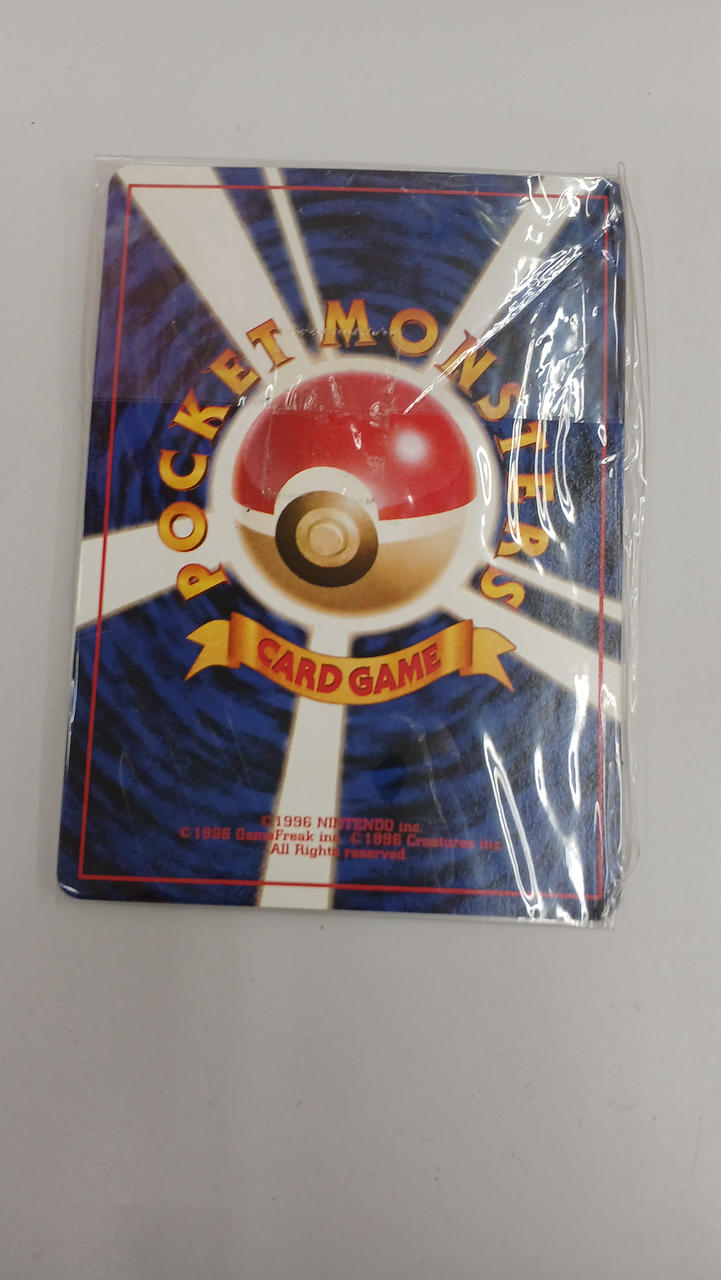 POCKET MONSTERS
CARD GAME
©1996 NINTENDO inc.
©1996 GameFreak inc. ©1996 Creatures inc.
All Rights reserved.